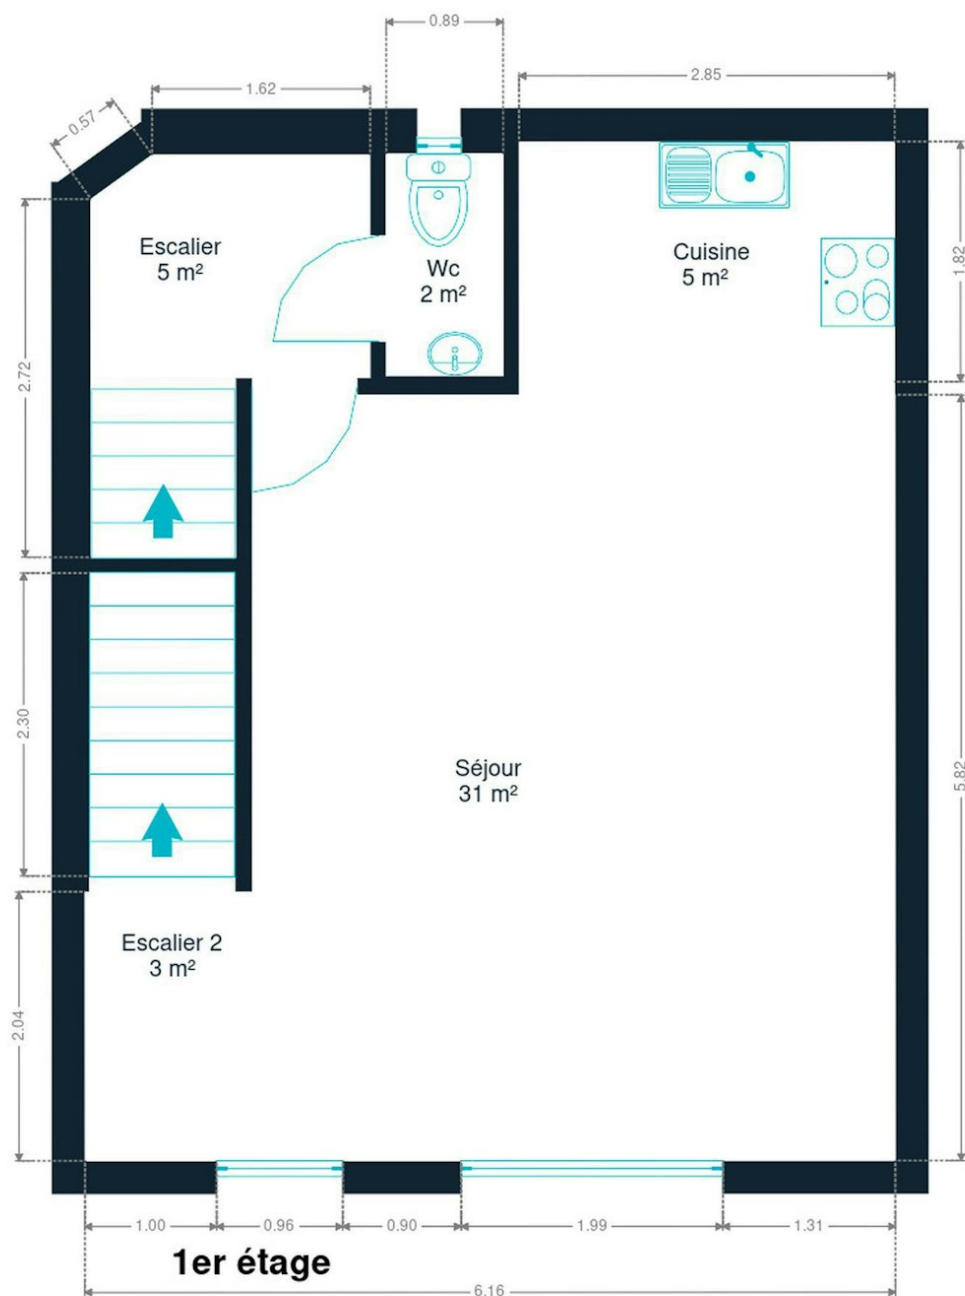 0.89
2.85
1.62
0.57
Escalier
5 m²
Wc
2 m²
Cuisine
5 m²
1.82
2.72
2.30
Séjour
31 m²
5.82
Escalier 2
3 m²
2.04
1.00
0.96
0.90
1.99
1.31
1er étage
6.16